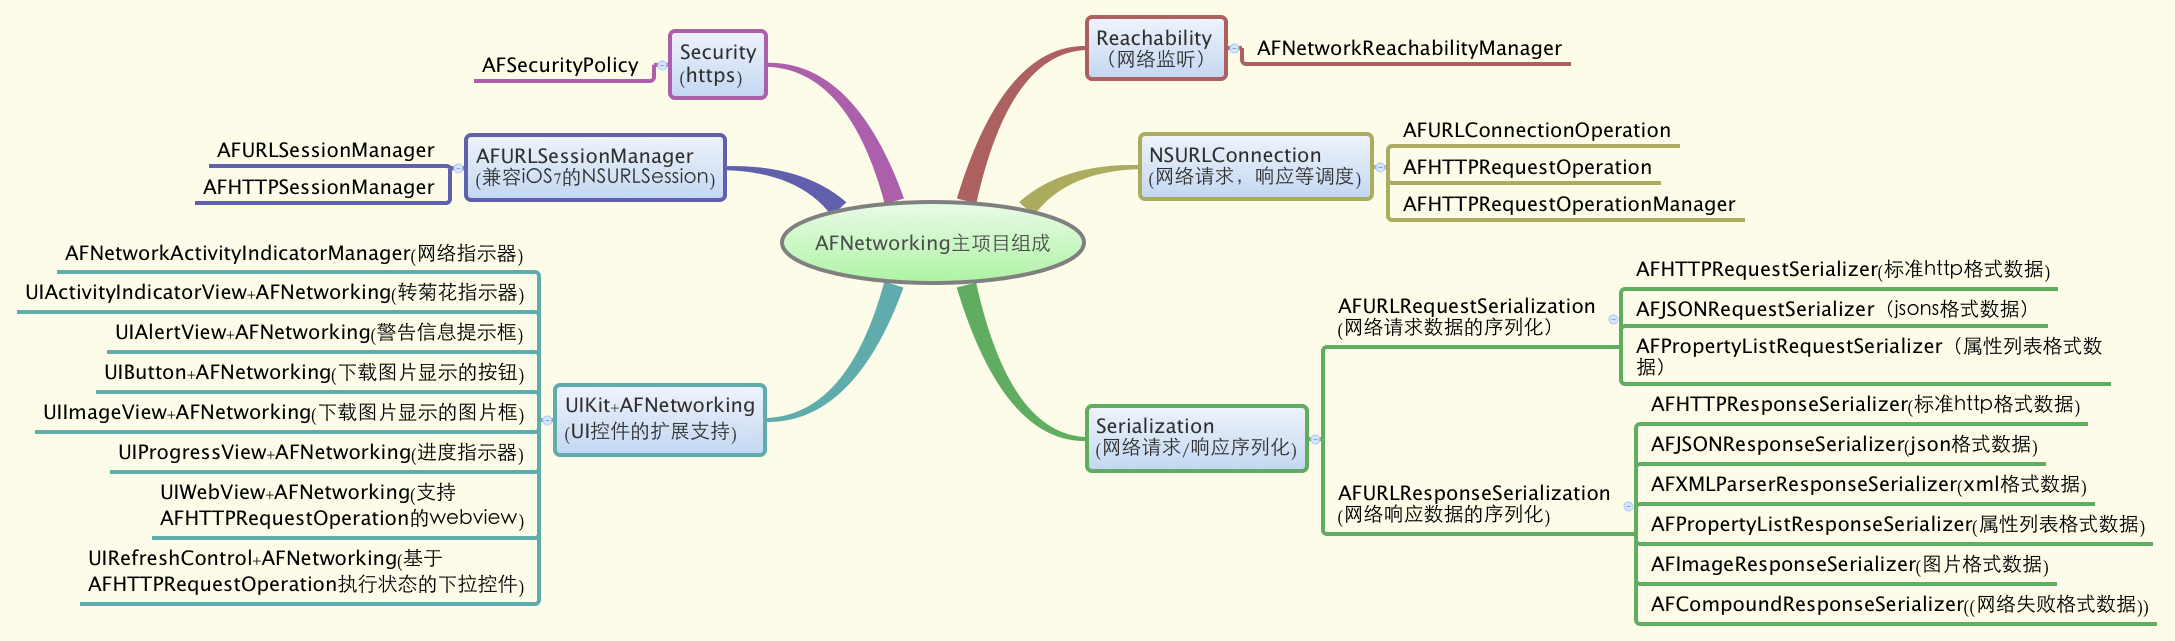 AFNetworking主项目组成
Security
(https)
AFSecurityPolicy
AFURLSessionManager
(兼容iOS7的NSURLSession)
AFURLSessionManager
AFHTTPSessionManager
UIKit+AFNetworking
(UI控件的扩展支持)
AFNetworkActivityIndicatorManager(网络指示器)
UIActivityIndicatorView+AFNetworking(转菊花指示器)
UIAlertView+AFNetworking(警告信息提示框)
UIButton+AFNetworking(下载图片显示的按钮)
UIImageView+AFNetworking(下载图片显示的图片框)
UIProgressView+AFNetworking(进度指示器)
UIWebView+AFNetworking(支持
AFHTTPRequestOperation的webview)
UIRefreshControl+AFNetworking(基于
AFHTTPRequestOperation执行状态的下拉控件)
Reachability
（网络监听）
AFNetworkReachabilityManager
NSURLConnection
(网络请求，响应等调度)
AFURLConnectionOperation
AFHTTPRequestOperation
AFHTTPRequestOperationManager
Serialization
(网络请求/响应序列化)
AFURLRequestSerialization
(网络请求数据的序列化）
AFHTTPRequestSerializer(标准http格式数据)
AFJSONRequestSerializer（jsons格式数据）
AFPropertyListRequestSerializer（属性列表格式数
据）
AFURLResponseSerialization
(网络响应数据的序列化)
AFHTTPResponseSerializer(标准http格式数据)
AFJSONResponseSerializer(json格式数据)
AFXMLParserResponseSerializer(xml格式数据)
AFPropertyListResponseSerializer(属性列表格式数据)
AFImageResponseSerializer(图片格式数据)
AFCompoundResponseSerializer((网络失败格式数据))